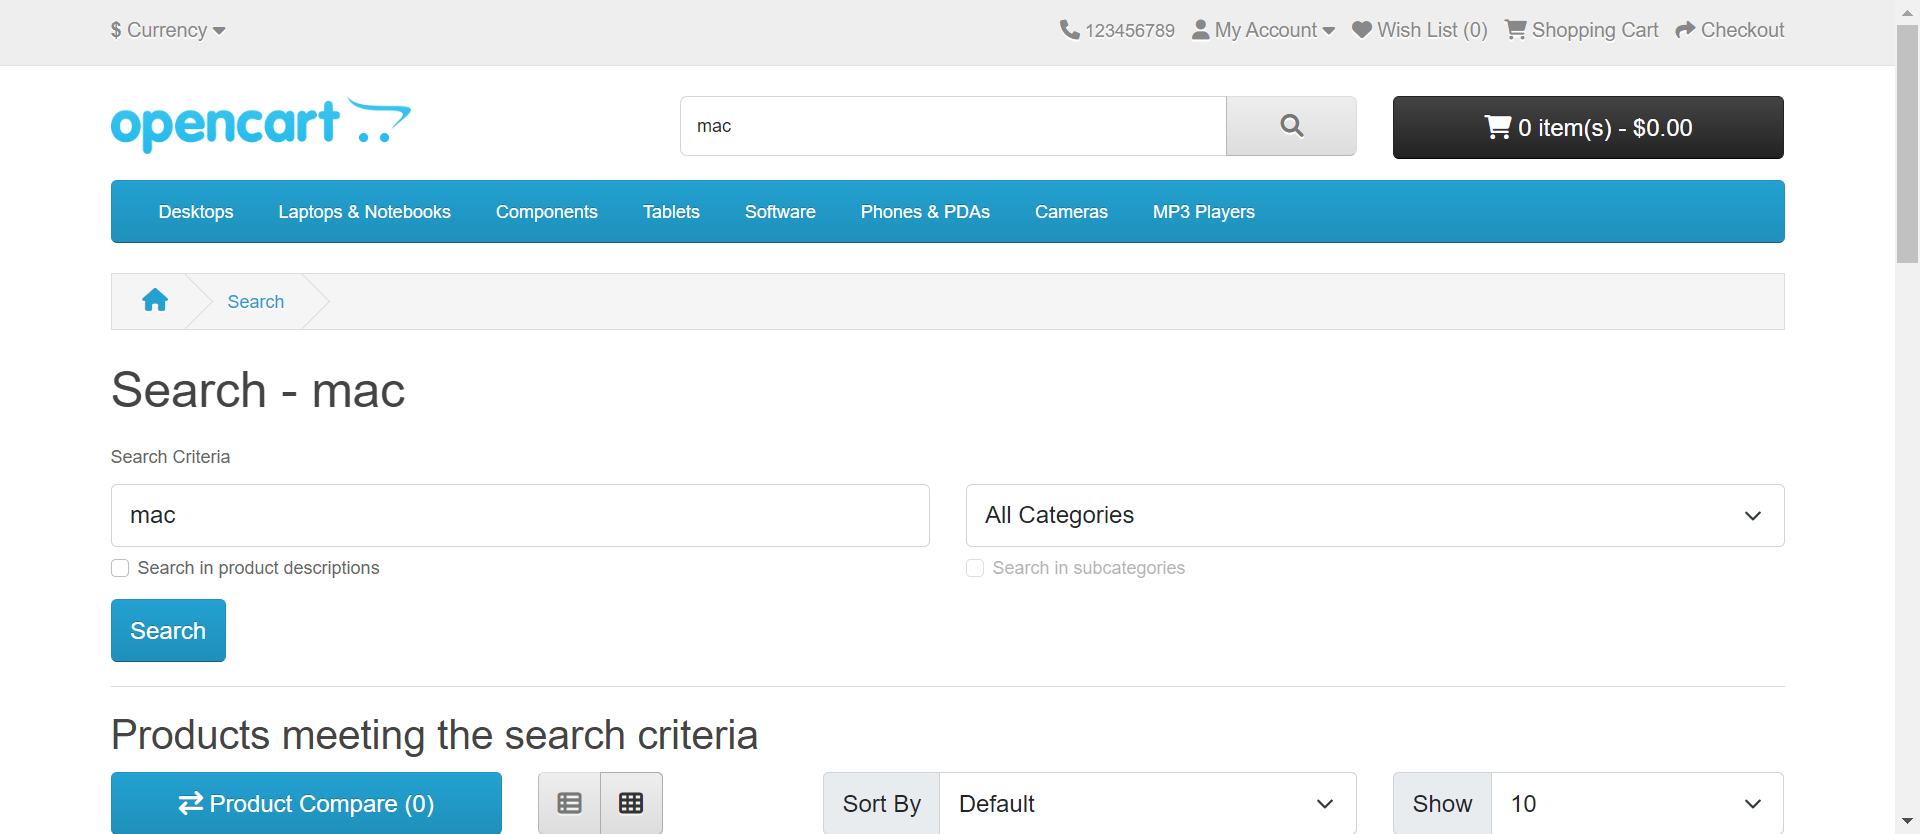 $ Currency
123456789 My Account Wish List (0) Shopping Cart Checkout
opencart
mac
0 item(s) - $0.00
Desktops Laptops & Notebooks Components Tablets Software Phones & PDAs Cameras MP3 Players
Search
Search - mac
Search Criteria
mac
All Categories
Search in product descriptions
Search in subcategories
Search
Products meeting the search criteria
Product Compare (0)
Sort By Default
Show 10